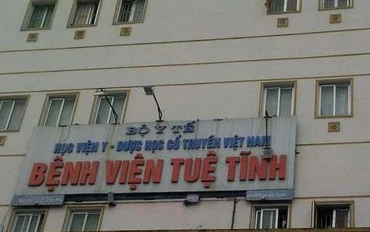 BỘ Y TẾ
HỌC VIỆN Y - DƯỢC HỌC CỔ TRUYỀN VIỆT NAM
BỆNH VIỆN TUỆ TĨNH